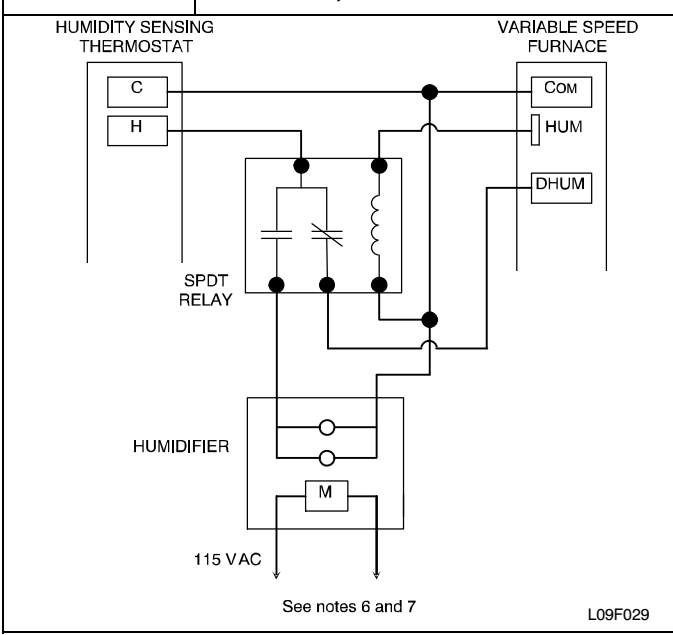 HUMIDITY SENSING
THERMOSTAT
VARIABLE SPEED
FURNACE
C
COM
H
HUM
DHUM
SPDT
RELAY
HUMIDIFIER
M
115 VAC
See notes 6 and 7
L09F029